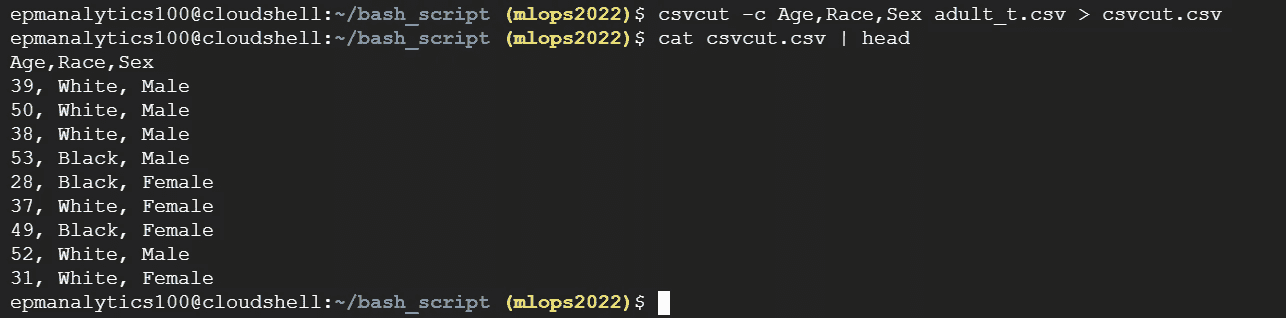 epmanalytics100@cloudshell:~/bash_script (mlops2022)$ csvcut -c Age,Race,Sex adult_t.csv > csvcut.csv
epmanalytics100@cloudshell:~/bash_script (mlops2022)$ cat csvcut.csv | head
Age,Race,Sex
39, White, Male
50, White, Male
38, White, Male
53, Black, Male
28, Black, Female
37, White, Female
49, Black, Female
52, White, Male
31, White, Female
epmanalytics100@cloudshell:~/bash_script (mlops2022)$